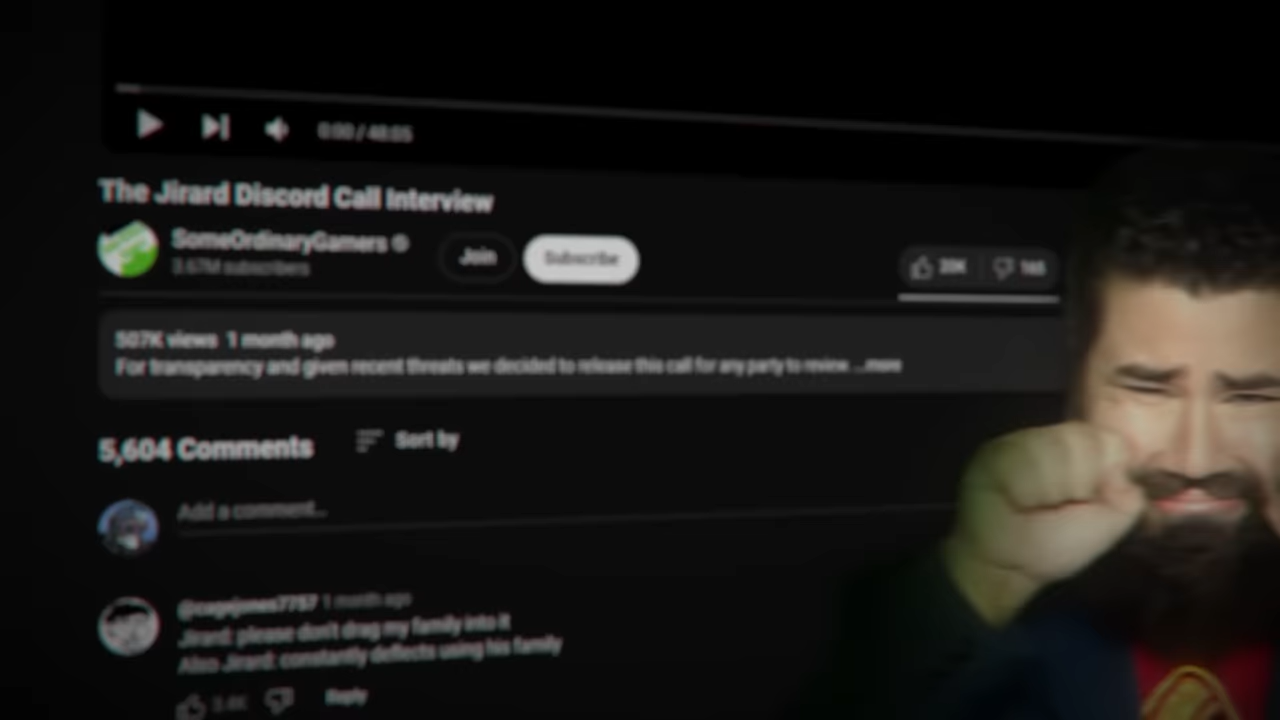 0:00 / 48:05
The Jirard Discord Call Interview
SomeOrdinaryGamers
Join Subscribe
3.67M subscribers
20K 165
507K views 1 month ago
For transparency and given recent threats we decided to release this call for any party to review ...more
5,604 Comments Sort by
Add a comment...
@cagejones7757 1 month ago
Jirard: please don't drag my family into it
Also Jirard: constantly deflects using his family
Reply